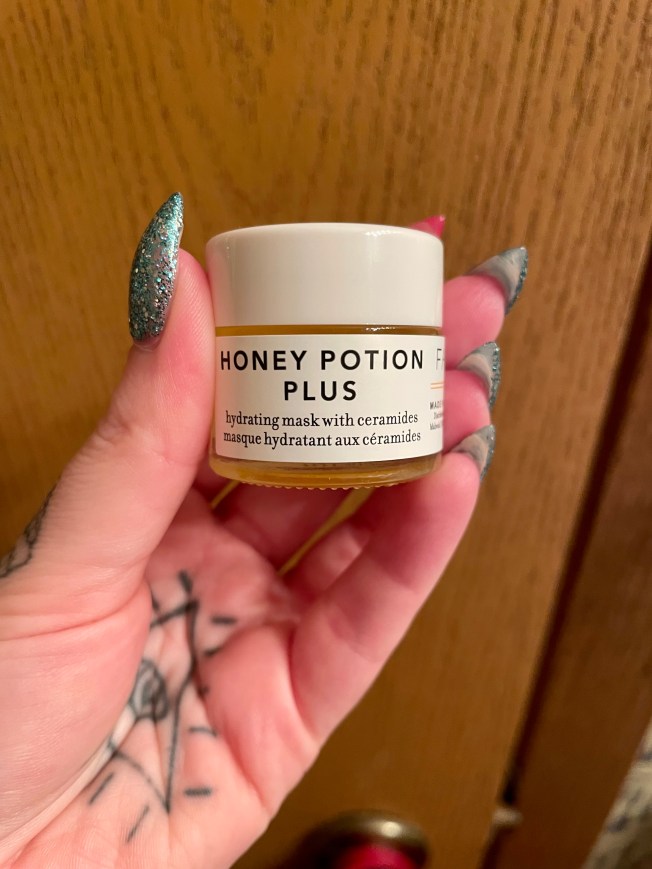 HONEY POTION
PLUS
hydrating mask with ceramides
masque hydratant aux céramides